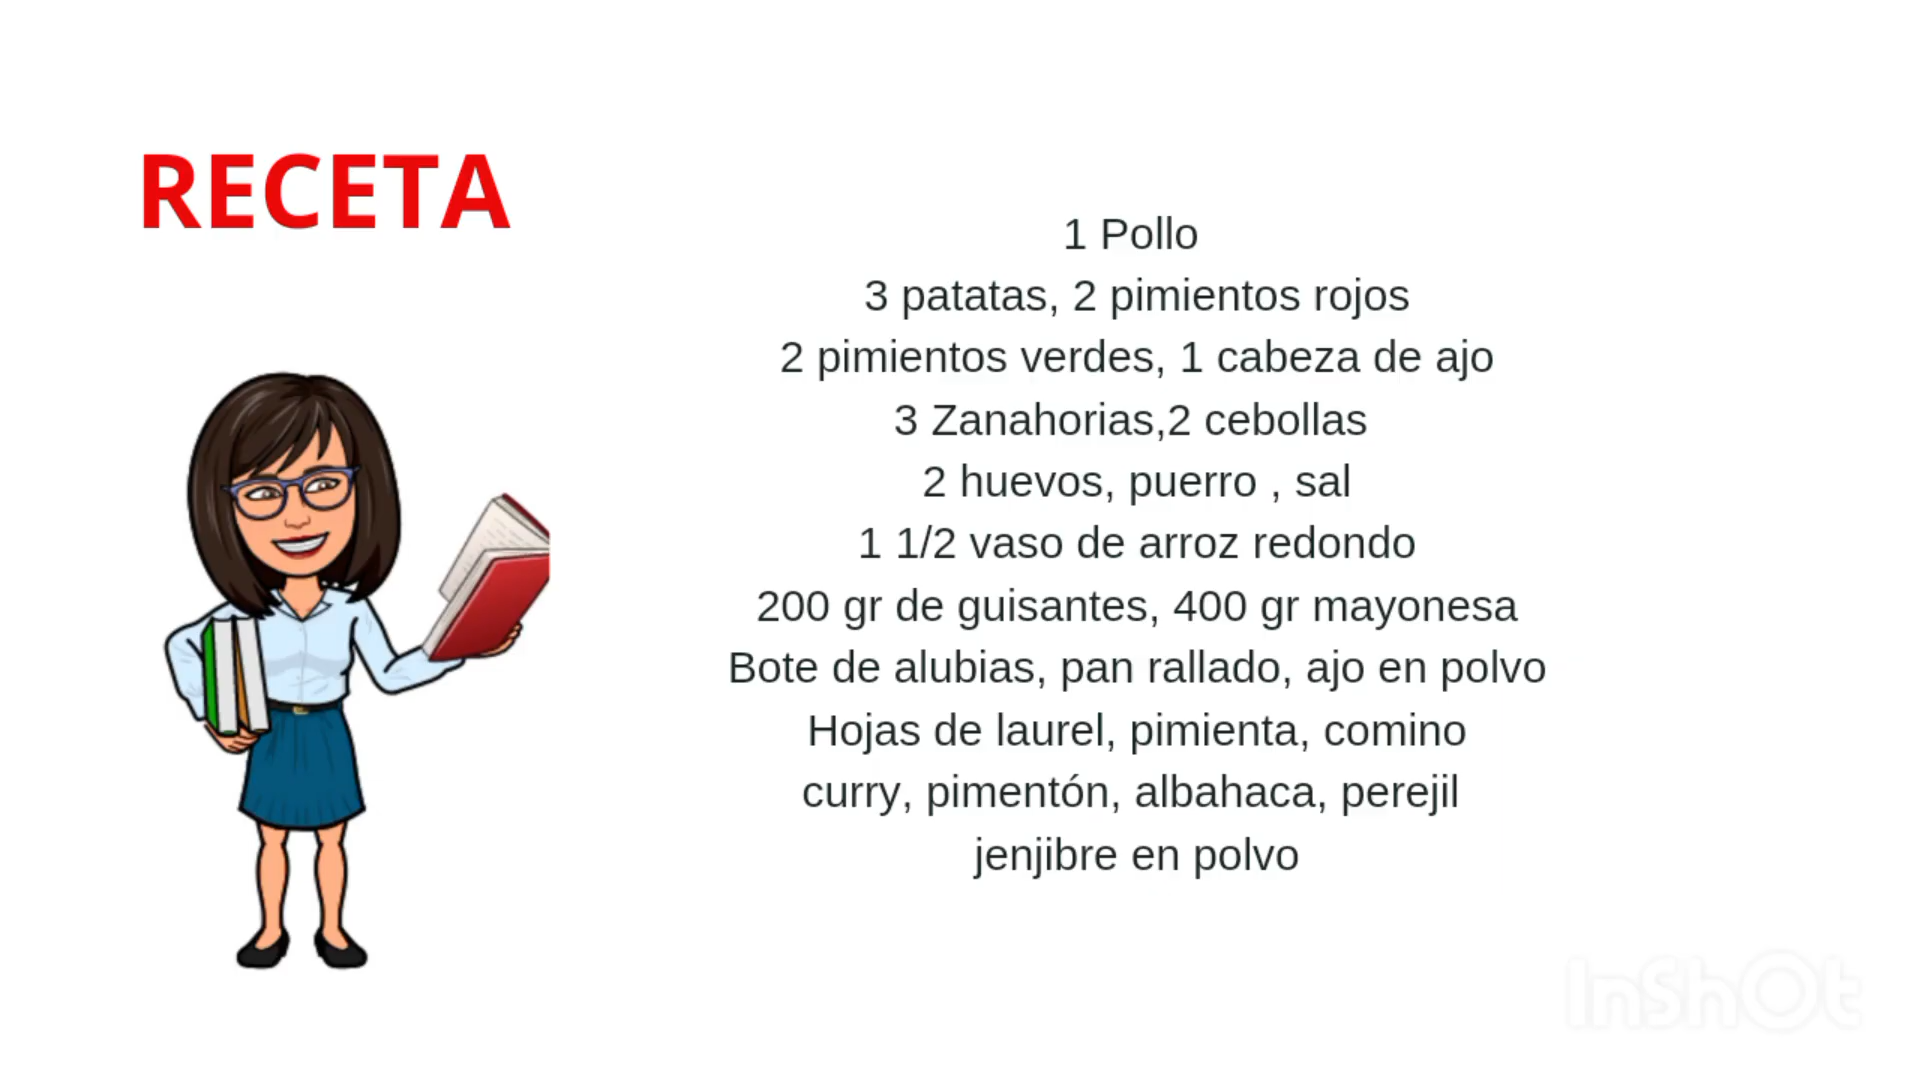 RECETA
1 Pollo
3 patatas, 2 pimientos rojos
2 pimientos verdes, 1 cabeza de ajo
3 Zanahorias,2 cebollas
2 huevos, puerro , sal
1 1/2 vaso de arroz redondo
200 gr de guisantes, 400 gr mayonesa
Bote de alubias, pan rallado, ajo en polvo
Hojas de laurel, pimienta, comino
curry, pimentón, albahaca, perejil
jenjibre en polvo
InShOt